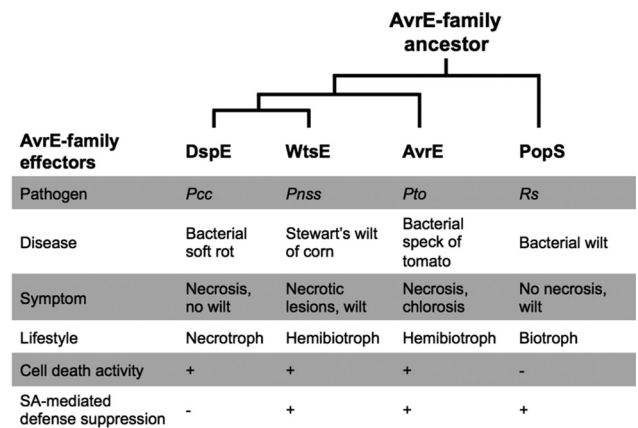 AvrE-family
ancestor
AvrE-family
effectors DspE WtsE AvrE PopS
Pathogen Pcc Pnss Pto Rs
Disease Bacterial soft rot Stewart's wilt of corn Bacterial speck of tomato Bacterial wilt
Symptom Necrosis, no wilt Necrotic lesions, wilt Necrosis, chlorosis No necrosis, wilt
Lifestyle Necrotroph Hemibiotroph Hemibiotroph Biotroph
Cell death activity + + + -
SA-mediated
defense suppression - + + +